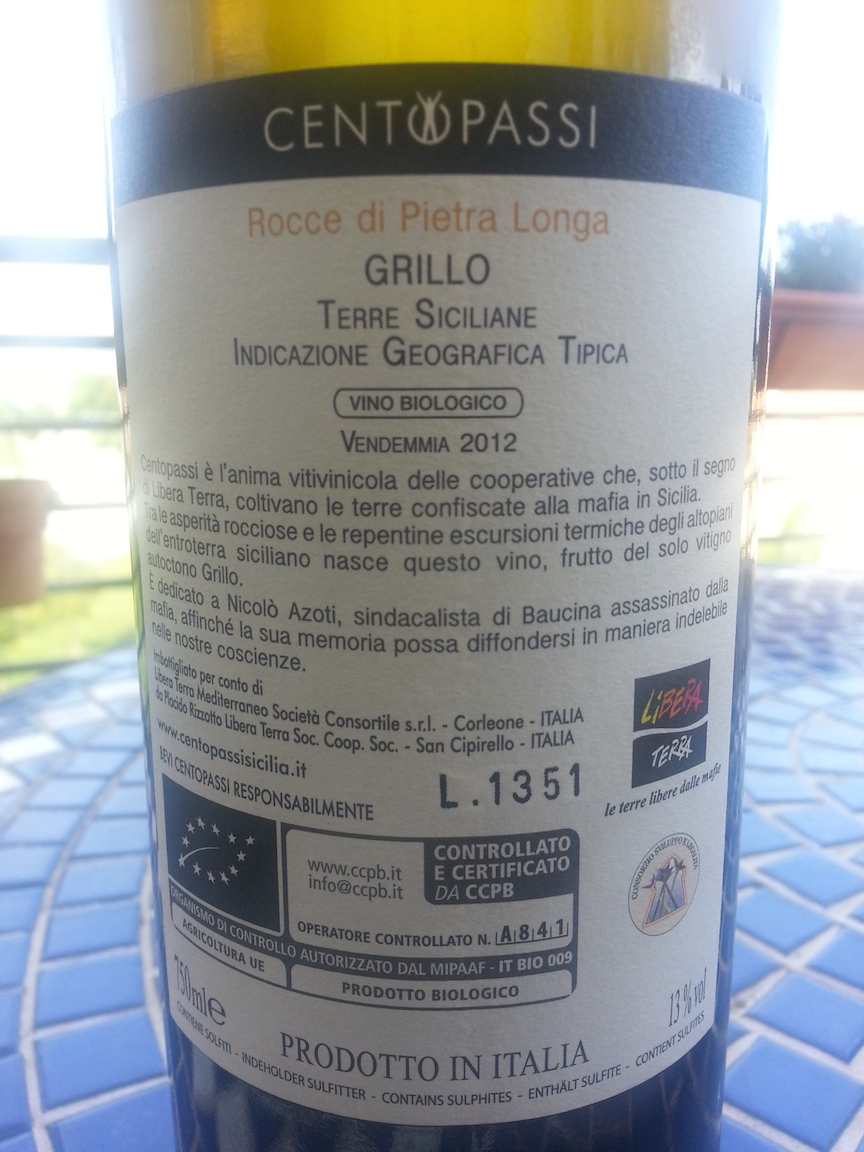 CENTOPASSI
Rocce di Pietra Longa
GRILLO
TERRE SICILIANE
INDICAZIONE GEOGRAFICA TIPICA
VINO BIOLOGICO
VENDEMMIA 2012
Centopassi è l'anima vitivinicola delle cooperative che, sotto il segno
di Libera Terra, coltivano le terre confiscate alla mafia in Sicilia.
Tra le asperità rocciose e le repentine escursioni termiche degli altopiani
dell'entroterra siciliano nasce questo vino, frutto del solo vitigno
autoctono Grillo.
È dedicato a Nicolò Azoti, sindacalista di Baucina assassinato dalla
mafia, affinché la sua memoria possa diffondersi in maniera indelebile
nelle nostre coscienze.
Imbottigliato per conto di
Libera Terra Mediterraneo Società Consortile s.r.l. - Corleone - ITALIA
da Placido Rizzotto Libera Terra Soc. Coop. Soc. - San Cipirello - ITALIA
www.centopassisicilia.it
BEVI CENTOPASSI RESPONSABILMENTE
L.1351
LiBERA
TERRA
le terre libere dalle mafie
www.ccpb.it
info@ccpb.it
CONTROLLATO
E CERTIFICATO
DA CCPB
OPERATORE CONTROLLATO N. A841
ORGANISMO DI CONTROLLO AUTORIZZATO DAL MIPAAF - IT BIO 009
AGRICOLTURA UE
PRODOTTO BIOLOGICO
CONSORZIO SVILUPPO E LEGALITÀ
750ml e
13 % vol
PRODOTTO IN ITALIA
CONTIENE SOLFITI - INDEHOLDER SULFITTER - CONTAINS SULPHITES - ENTHÄLT SULFITE - CONTIENT SULFITES